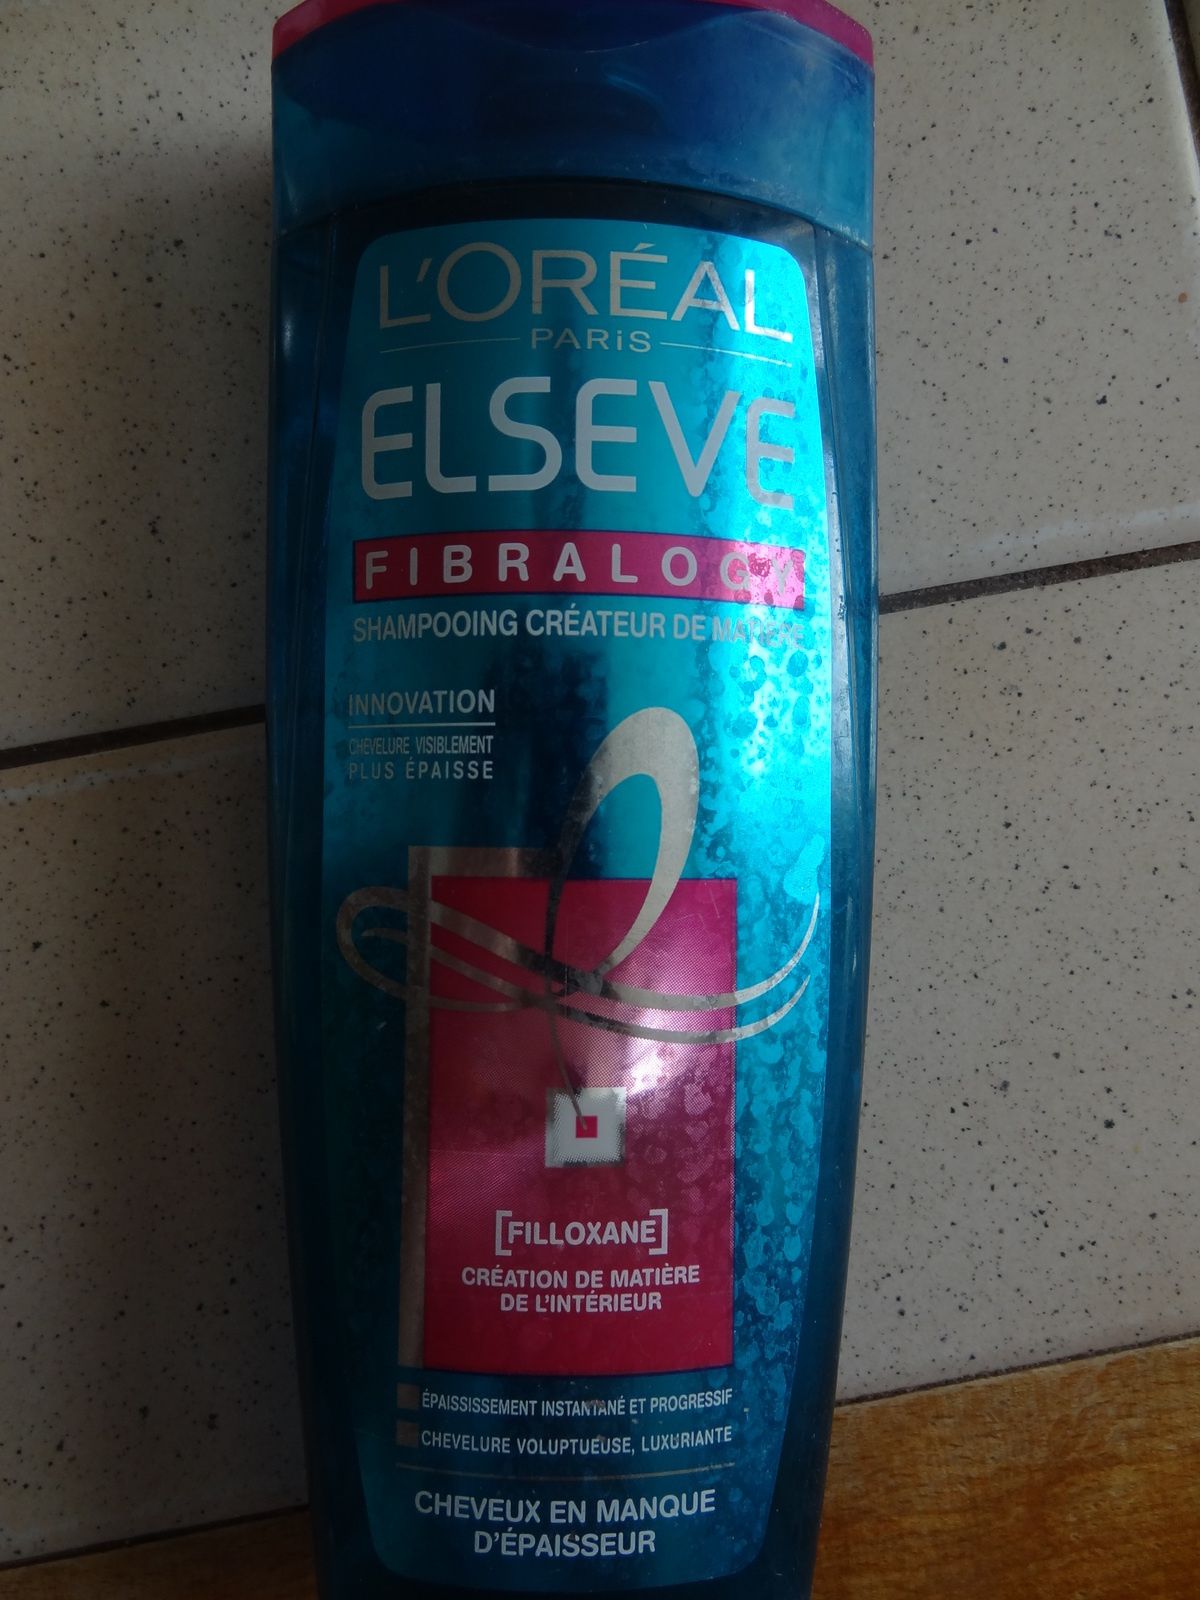 L'ORÉAL
PARiS
ELSEVE
FIBRALOGY
SHAMPOOING CRÉATEUR DE MATIÈRE
INNOVATION
CHEVELURE VISIBLEMENT
PLUS ÉPAISSE
[FILLOXANE]
CRÉATION DE MATIÈRE
DE L'INTÉRIEUR
ÉPAISSISSEMENT INSTANTANÉ ET PROGRESSIF
CHEVELURE VOLUPTUEUSE, LUXURIANTE
CHEVEUX EN MANQUE
D'ÉPAISSEUR